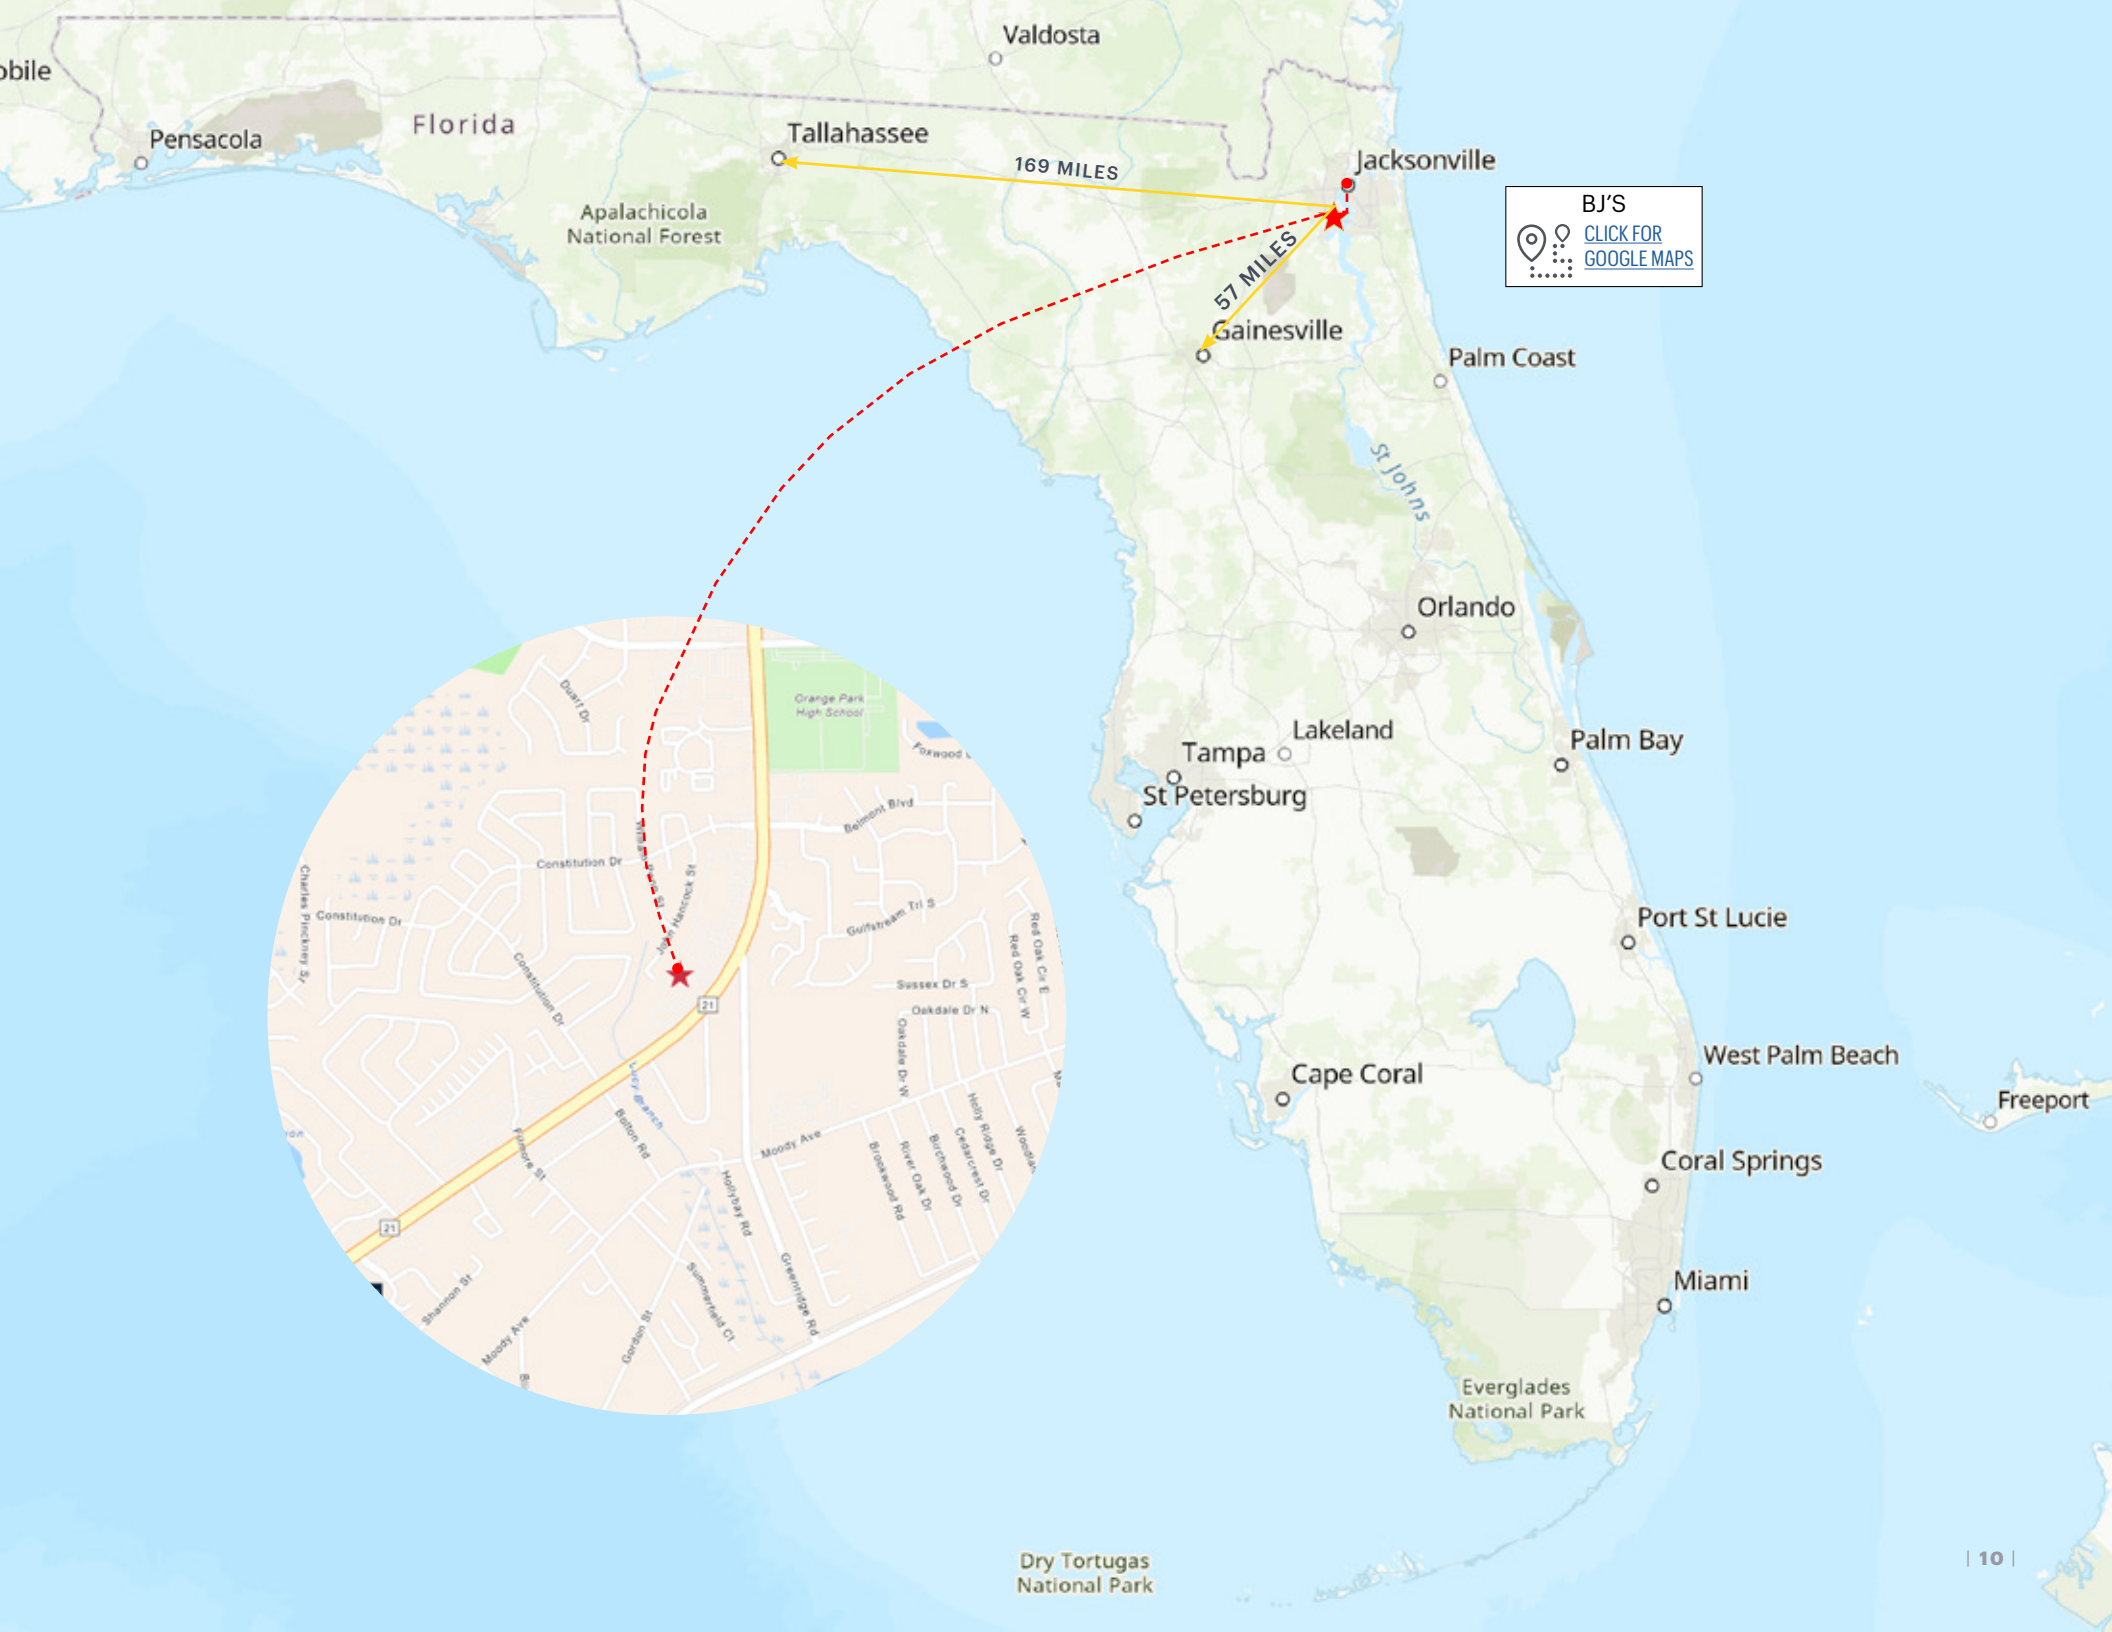 Valdosta
obile
Pensacola
Florida
Tallahassee
169 MILES
Jacksonville
BJ'S
CLICK FOR
GOOGLE MAPS
Apalachicola
National Forest
57 MILES
Gainesville
Palm Coast
St Johns
Orlando
Lakeland
Tampa
St Petersburg
Palm Bay
Port St Lucie
West Palm Beach
Cape Coral
Freeport
Coral Springs
Miami
Everglades
National Park
Dry Tortugas
National Park
Duart Dr
Orange Park
High School
Foxwood
Belmont Blvd
Constitution Dr
John Hancock St
Charles Pinckney St
Constitution Dr
Gulfstream Trl S
Red Oak Cir E
Red Oak Cir W
Constitution Dr
Sussex Dr S
21
Oakdale Dr N
Oakdale Dr W
Lucy Branch
Bolton Rd
Filmore St
Moody Ave
Holly Ridge Dr
Cedarcrest Dr
Birchwood Dr
River Oak Dr
Brookwood Rd
Woodla
Hollybay Rd
21
Greenridge Rd
Summerfield Ct
Shannon St
Moody Ave
Gordon St
| 10 |